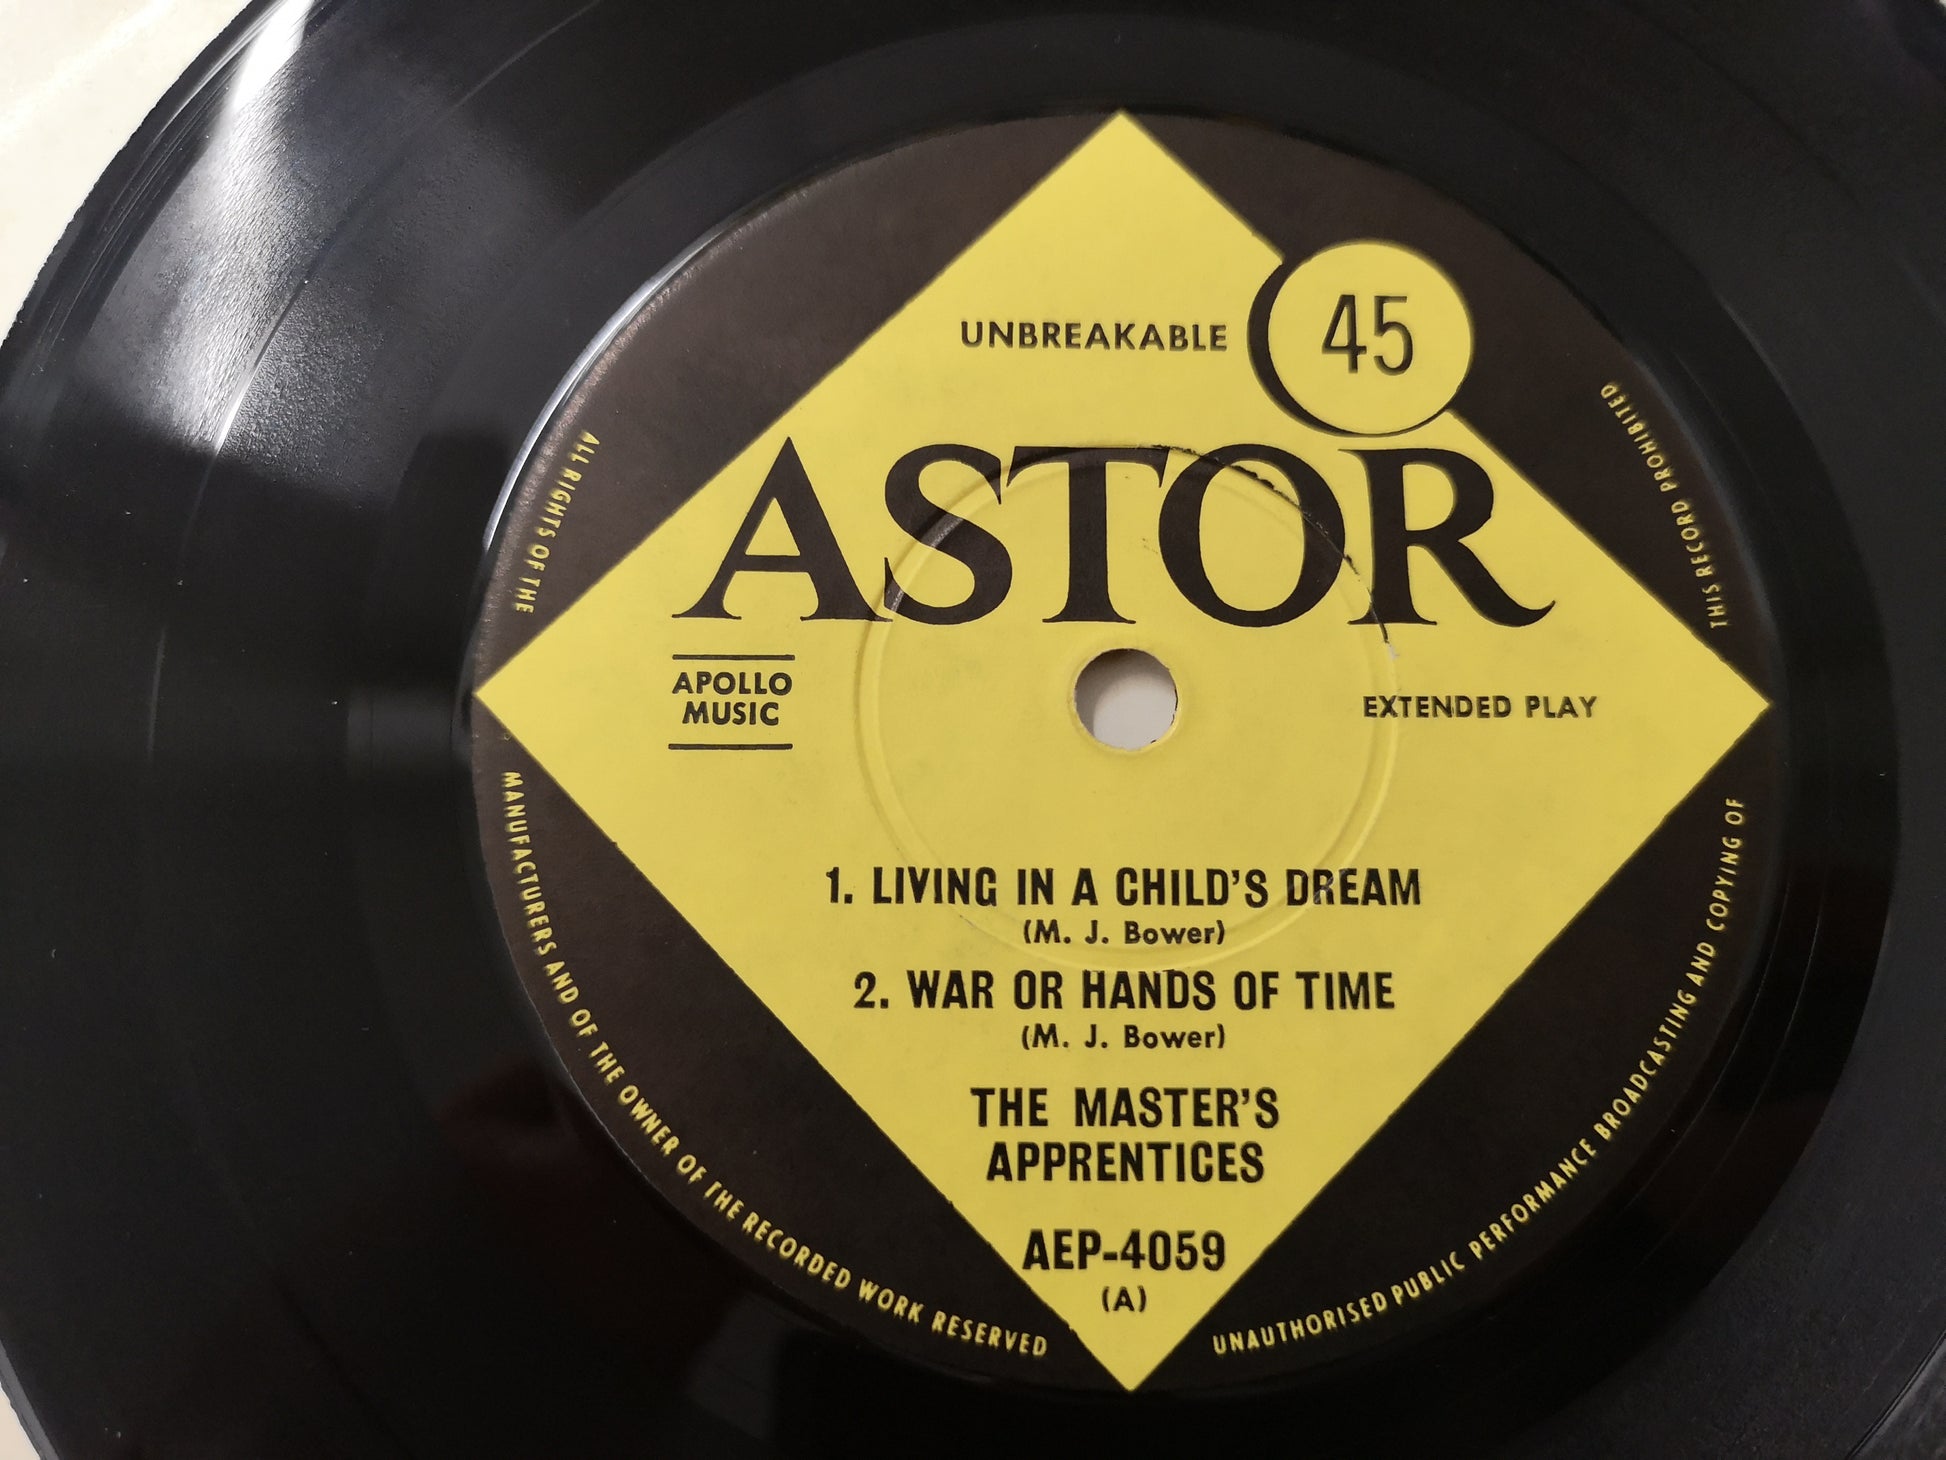 UNBREAKABLE
45
ASTOR
APOLLO
MUSIC
EXTENDED PLAY
1. LIVING IN A CHILD'S DREAM
(M. J. Bower)
2. WAR OR HANDS OF TIME
(M. J. Bower)
THE MASTER'S
APPRENTICES
AEP-4059
(A)
ALL RIGHTS OF THE
MANUFACTURERS AND OF THE OWNER OF THE RECORDED WORK RESERVED
UNAUTHORISED PUBLIC PERFORMANCE BROADCASTING AND COPYING OF
THIS RECORD PROHIBITED